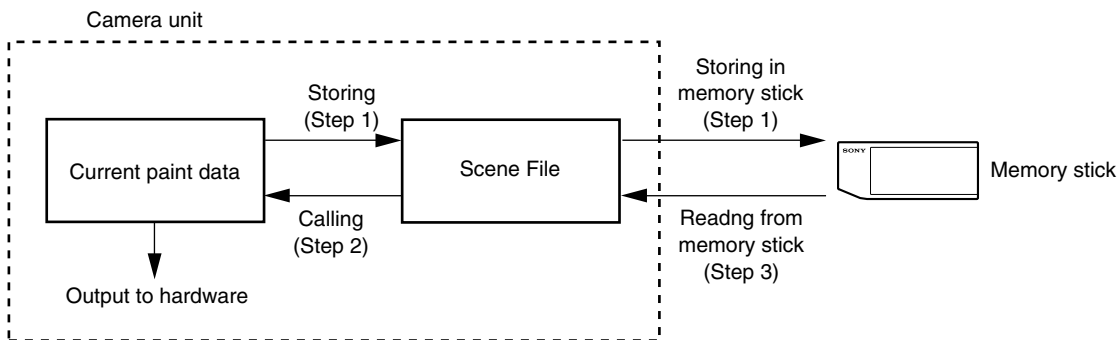 Camera unit
Storing
(Step 1)
Storing in
memory stick
(Step 1)
Current paint data
Scene File
SONY
Memory stick
Calling
(Step 2)
Readng from
memory stick
(Step 3)
Output to hardware